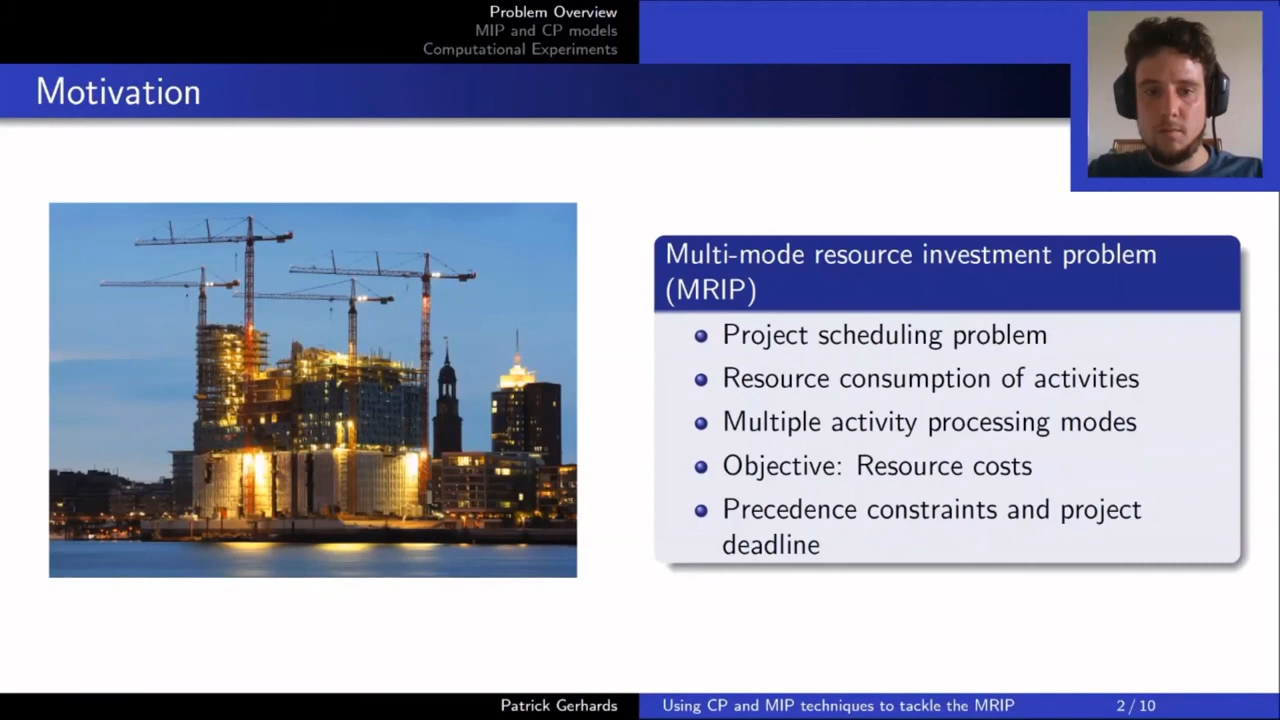 Problem Overview
MIP and CP models
Computational Experiments
Motivation
Multi-mode resource investment problem
(MRIP)
Project scheduling problem
Resource consumption of activities
Multiple activity processing modes
Objective: Resource costs
Precedence constraints and project
deadline
Patrick Gerhards
Using CP and MIP techniques to tackle the MRIP
2 / 10